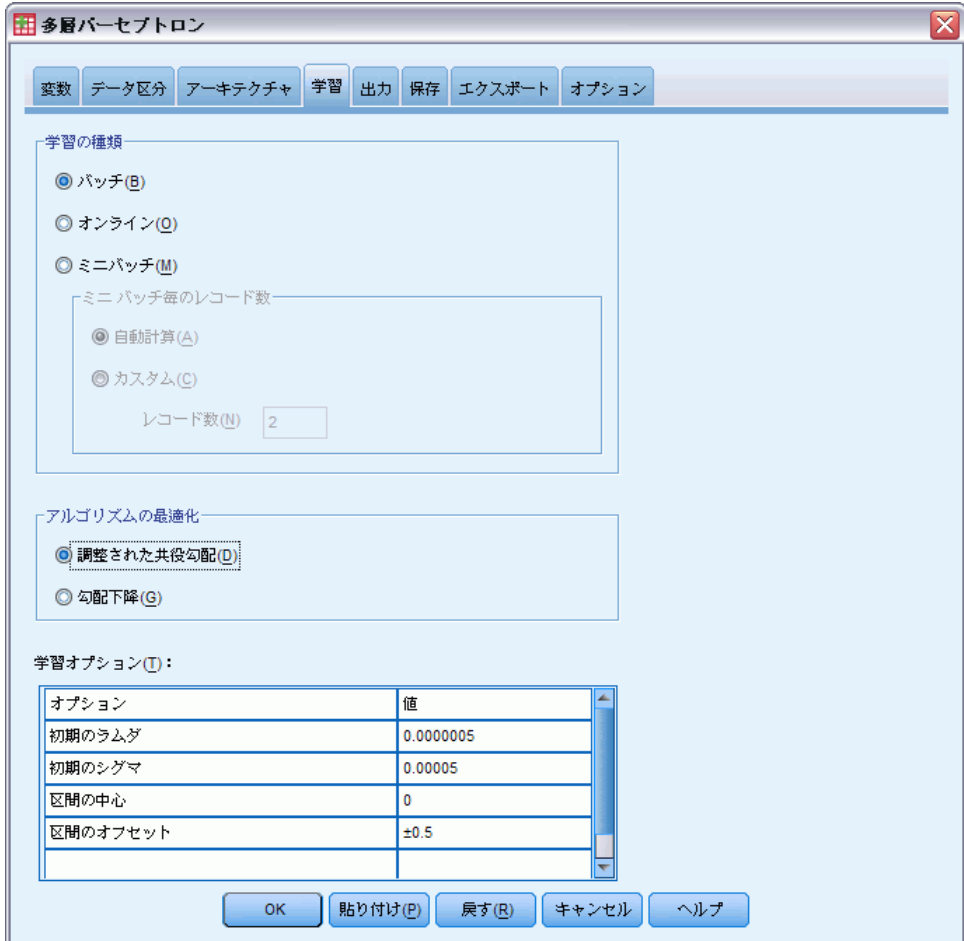 多層パーセプトロン
変数 データ区分 アーキテクチャ 学習 出力 保存 エクスポート オプション
学習の種類
バッチ(B)
オンライン(O)
ミニバッチ(M)
ミニ バッチ毎のレコード数
自動計算(A)
カスタム(C)
レコード数(N) 2
アルゴリズムの最適化
調整された共役勾配(D)
勾配下降(G)
学習オプション(T):
オプション 値
初期のラムダ 0.0000005
初期のシグマ 0.00005
区間の中心 0
区間のオフセット ±0.5
OK 貼り付け(P) 戻す(R) キャンセル ヘルプ